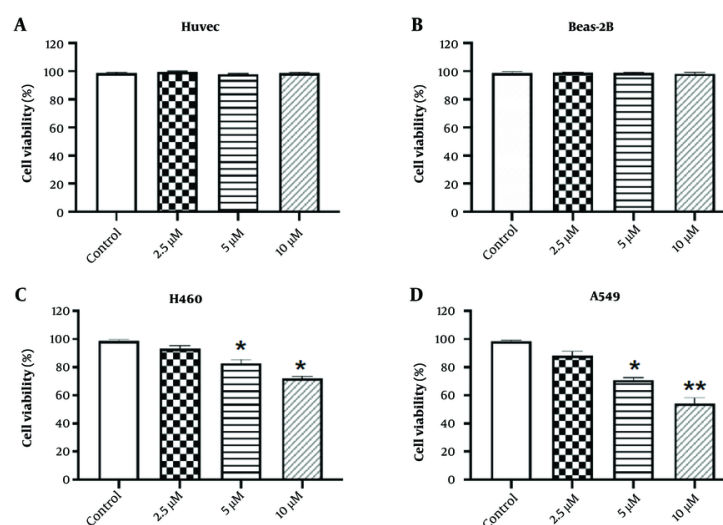 A
Huvec
Cell viability (%)
120
100
80
60
40
20
0
Control
2.5 μM
5 μM
10 μM
B
Beas-2B
Cell viability (%)
120
100
80
60
40
20
0
Control
2.5 μM
5 μM
10 μM
C
H460
Cell viability (%)
120
100
80
60
40
20
0
*
*
Control
2.5 μM
5 μM
10 μM
D
A549
Cell viability (%)
120
100
80
60
40
20
0
*
**
Control
2.5 μM
5 μM
10 μM